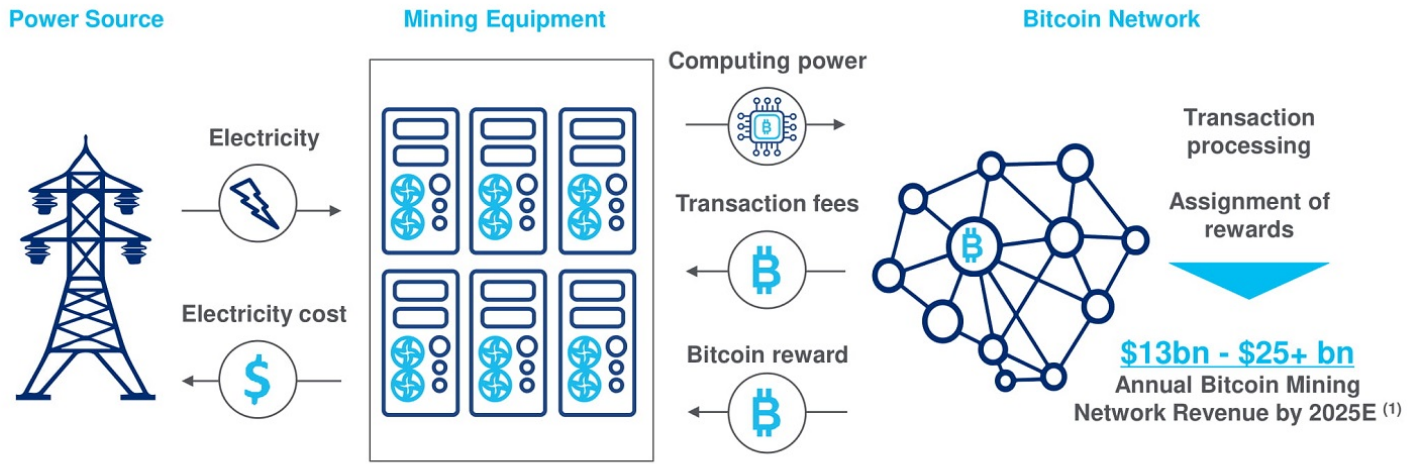 Power Source
Mining Equipment
Bitcoin Network
Electricity
Electricity cost
Computing power
Transaction fees
Bitcoin reward
Transaction
processing
Assignment of
rewards
$13bn - $25+ bn
Annual Bitcoin Mining
Network Revenue by 2025E (1)